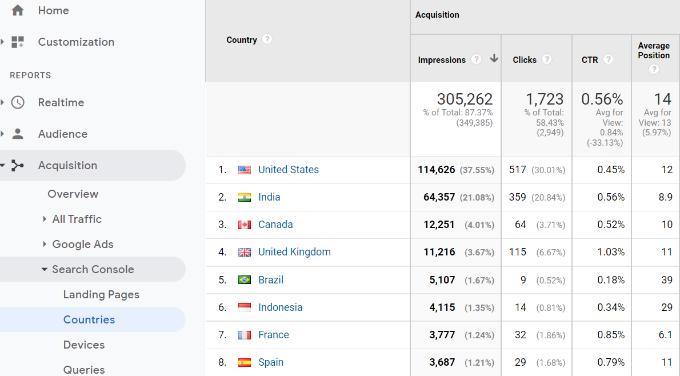 Home
Customization
REPORTS
Realtime
Audience
Acquisition
Overview
All Traffic
Google Ads
Search Console
Landing Pages
Countries
Devices
Queries
Country ?
Acquisition
Impressions ? Clicks ? CTR ? Average Position ?
305,262 1,723 0.56% 14
% of Total: 87.37% (349,385)
% of Total: 58.43% (2,949)
Avg for View: 0.84% (-33.13%)
Avg for View: 13 (5.97%)
1. United States 114,626 (37.55%) 517 (30.01%) 0.45% 12
2. India 64,357 (21.08%) 359 (20.84%) 0.56% 8.9
3. Canada 12,251 (4.01%) 64 (3.71%) 0.52% 10
4. United Kingdom 11,216 (3.67%) 115 (6.67%) 1.03% 11
5. Brazil 5,107 (1.67%) 9 (0.52%) 0.18% 39
6. Indonesia 4,115 (1.35%) 14 (0.81%) 0.34% 29
7. France 3,777 (1.24%) 32 (1.86%) 0.85% 6.1
8. Spain 3,687 (1.21%) 29 (1.68%) 0.79% 11